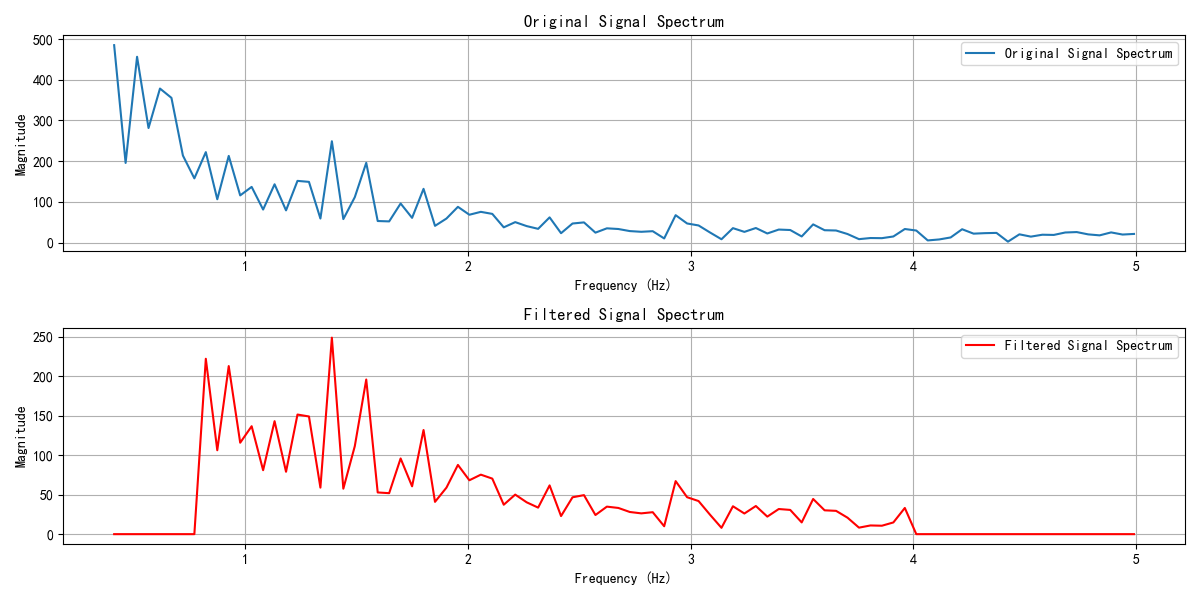 Original Signal Spectrum
500
400
300
200
100
0
Magnitude
Original Signal Spectrum
1 2 3 4 5
Frequency (Hz)
Filtered Signal Spectrum
250
200
150
100
50
0
Magnitude
Filtered Signal Spectrum
1 2 3 4 5
Frequency (Hz)